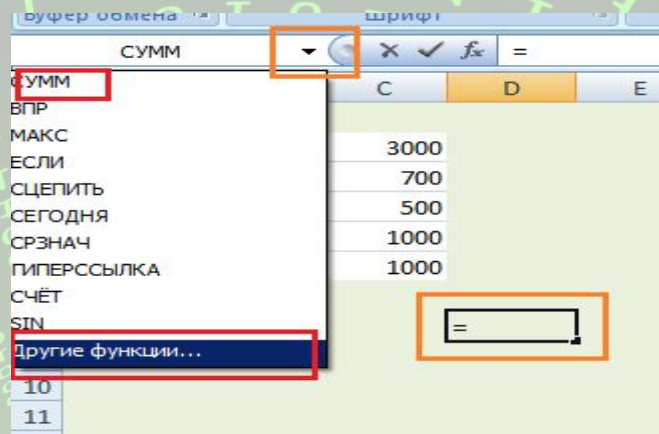 Буфер обмена Шрифт
СУММ fx =
СУММ
ВПР
МАКС
ЕСЛИ
СЦЕПИТЬ
СЕГОДНЯ
СРЗНАЧ
ГИПЕРССЫЛКА
СЧЁТ
SIN
Другие функции...
C D E
3000
700
500
1000
1000
=
10
11